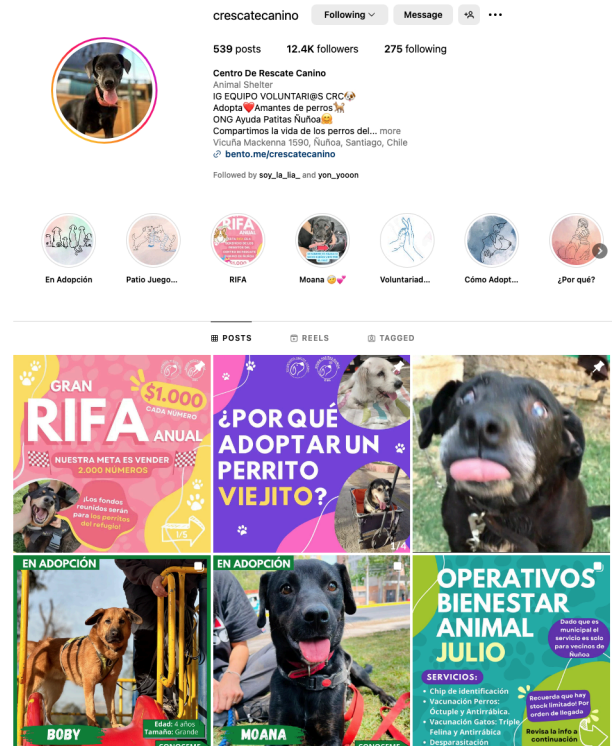 crescatecanino Following Message
539 posts 12.4K followers 275 following
Centro De Rescate Canino
Animal Shelter
IG EQUIPO VOLUNTARI@S CRC🐶
Adopta❤️Amantes de perros🐕
ONG Ayuda Patitas Ñuñoa🤗
Compartimos la vida de los perros del... more
Vicuña Mackenna 1590, Ñuñoa, Santiago, Chile
bento.me/crescatecanino
Followed by soy_la_lia_ and yon_yooon
RIFA
En Adopción Patio Juego... RIFA Moana 🥺💕 Voluntariad... Cómo Adopt... ¿Por qué?
POSTS REELS TAGGED
GRAN
RIFA
ANUAL
$1.000
CADA NÚMERO
NUESTRA META ES VENDER
2.000 NÚMEROS
¡Los fondos
reunidos serán
para los perritos
del refugio!
1/5
¿POR QUÉ
ADOPTAR UN
PERRITO
VIEJITO?
1/4
EN ADOPCIÓN
Edad: 4 años
Tamaño: Grande
BOBY
CONOCEME
EN ADOPCIÓN
MOANA
CONOCEME
OPERATIVOS
BIENESTAR
ANIMAL
JULIO
Dado que es
municipal el
servicio es solo
para vecinos de
Ñuñoa
SERVICIOS:
• Chip de identificación
• Vacunación Perros:
Óctuple y Antirrábica.
• Vacunación Gatos: Triple
Felina y Antirrábica
• Desparasitación
Recuerda que hay
stock limitado! Por
orden de llegada
Revisa la info a
continuación